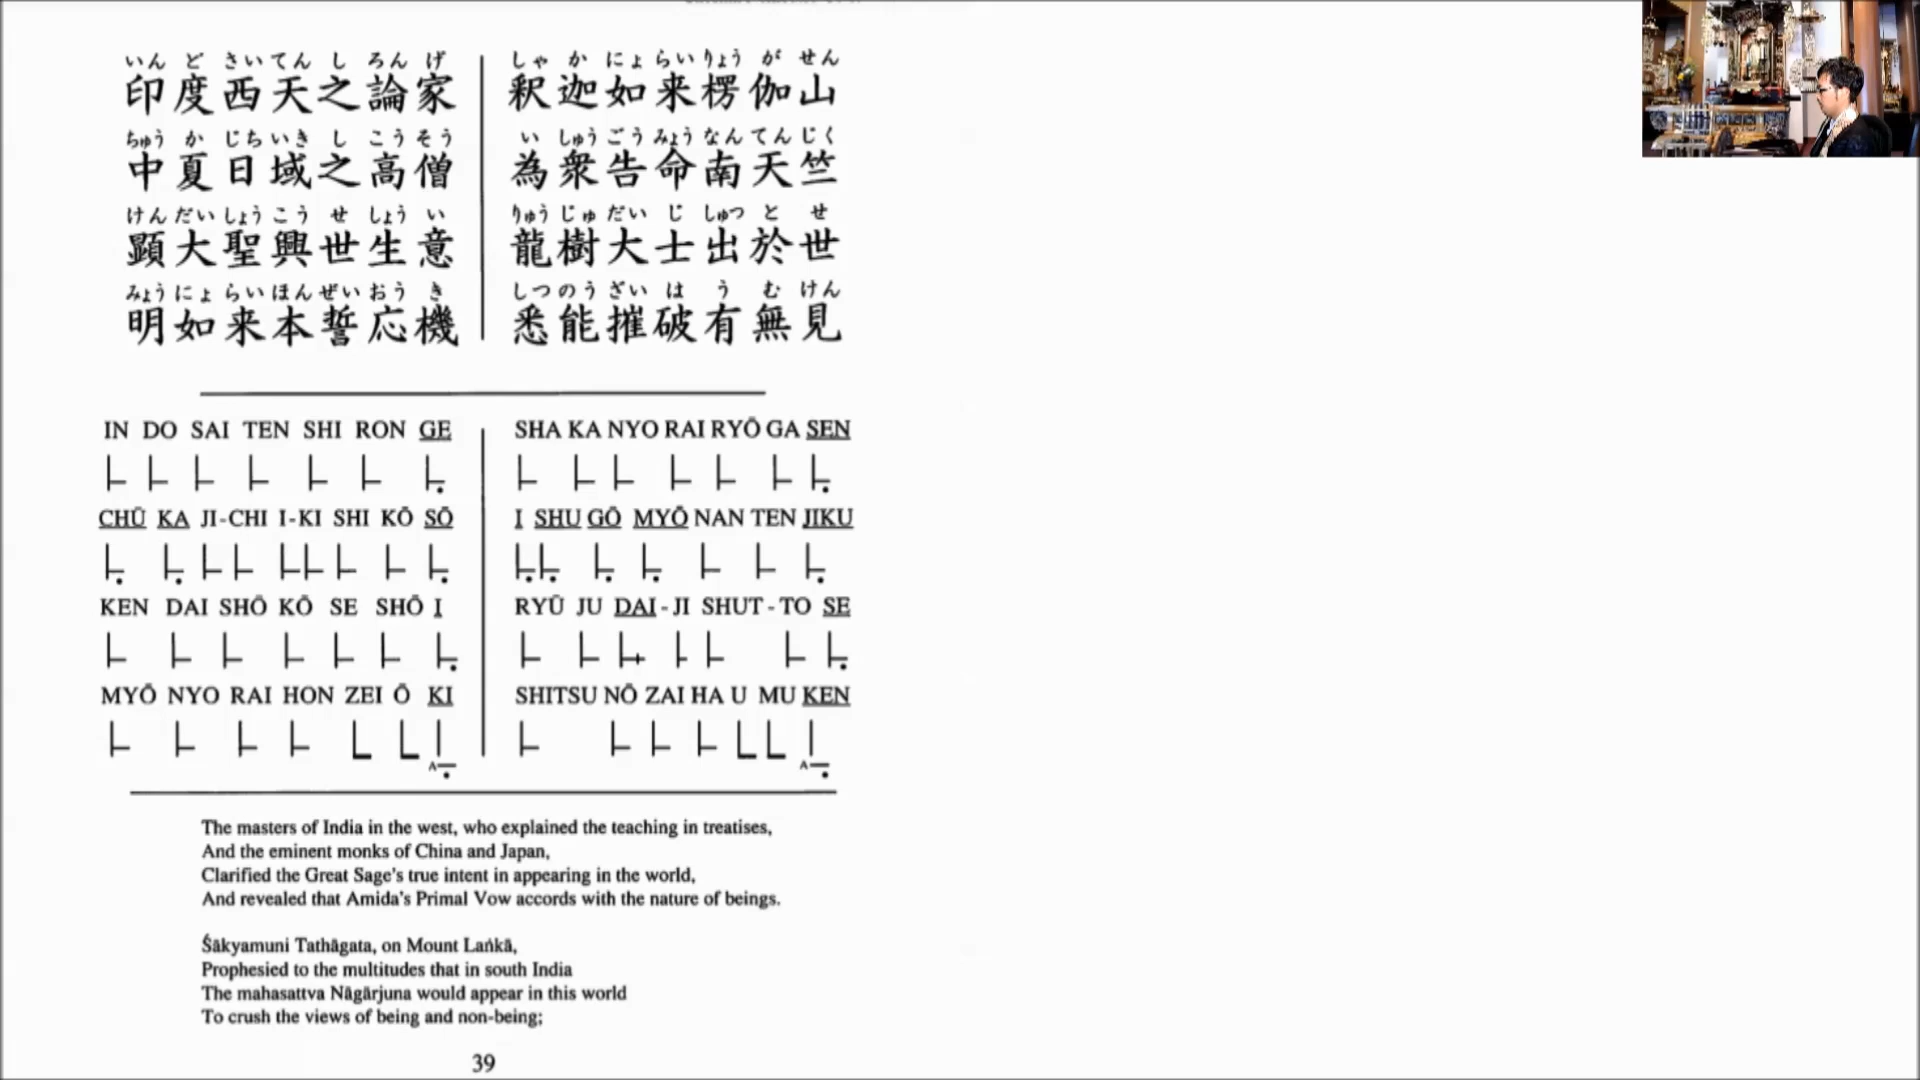 いん ど さい てん し ろん げ
印度西天之論家
ちゅう か じち いき し こう そう
中夏日域之高僧
けん だい しょう こう せ しょう い
顕大聖興世生意
みょう にょ らい ほん ぜい おう き
明如来本誓応機
しゃ か にょ らい りょう が せん
釈迦如来楞伽山
い しゅう ごう みょう なん てん じく
為衆告命南天竺
りゅう じゅ だい じ しゅつ と せ
龍樹大士出於世
しつ のう ざい は う む けん
悉能摧破有無見
IN DO SAI TEN SHI RON GE
CHŪ KA JI-CHI I-KI SHI KŌ SŌ
KEN DAI SHŌ KŌ SE SHŌ I
MYŌ NYO RAI HON ZEI Ō KI
A
SHA KA NYO RAI RYŌ GA SEN
I SHU GŌ MYŌ NAN TEN JIKU
RYŪ JU DAI-JI SHUT-TO SE
SHITSU NŌ ZAI HA U MU KEN
A
The masters of India in the west, who explained the teaching in treatises,
And the eminent monks of China and Japan,
Clarified the Great Sage's true intent in appearing in the world,
And revealed that Amida's Primal Vow accords with the nature of beings.
Śākyamuni Tathāgata, on Mount Laṅkā,
Prophesied to the multitudes that in south India
The mahasattva Nāgārjuna would appear in this world
To crush the views of being and non-being;
39